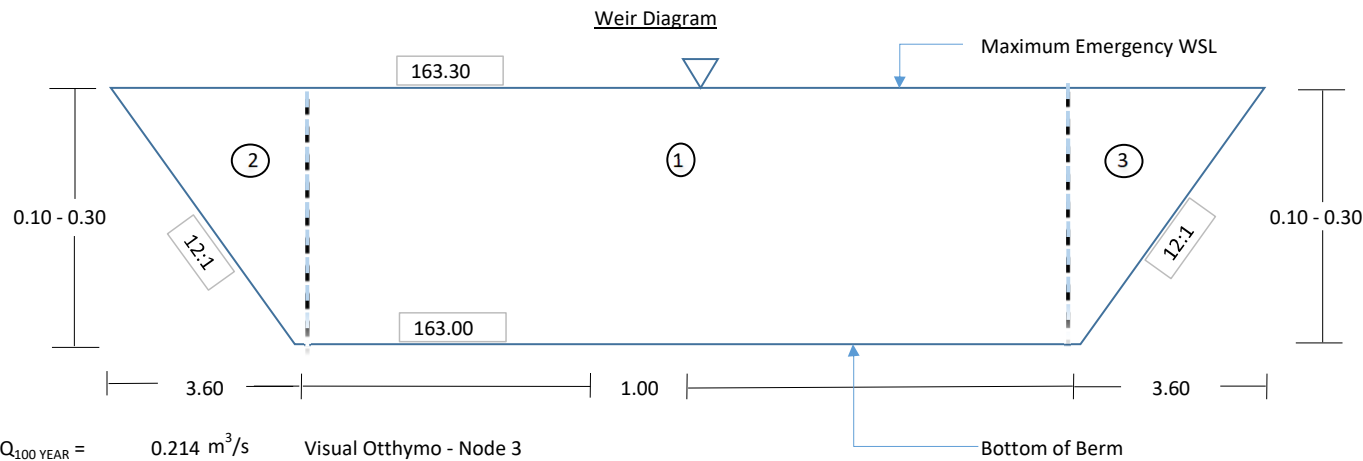 Weir Diagram
Maximum Emergency WSL
163.30
2
1
3
0.10 - 0.30
0.10 - 0.30
12:1
12:1
163.00
3.60
1.00
3.60
Q100 YEAR = 0.214 m³/s Visual Otthymo - Node 3
Bottom of Berm